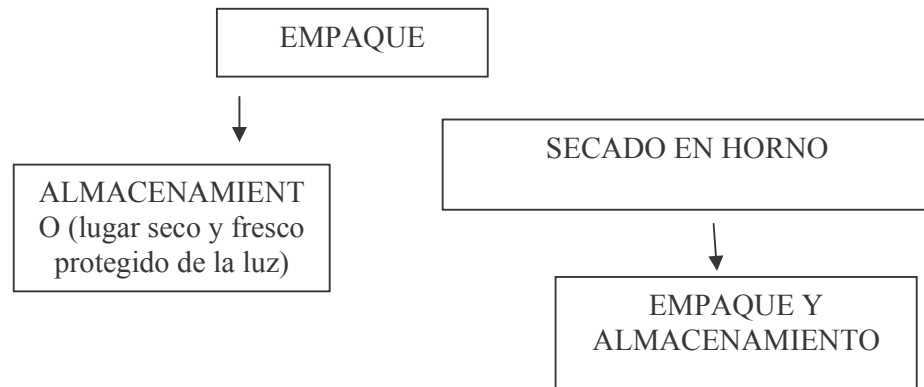 EMPAQUE
ALMACENAMIENT
O (lugar seco y fresco
protegido de la luz)
SECADO EN HORNO
EMPAQUE Y
ALMACENAMIENTO